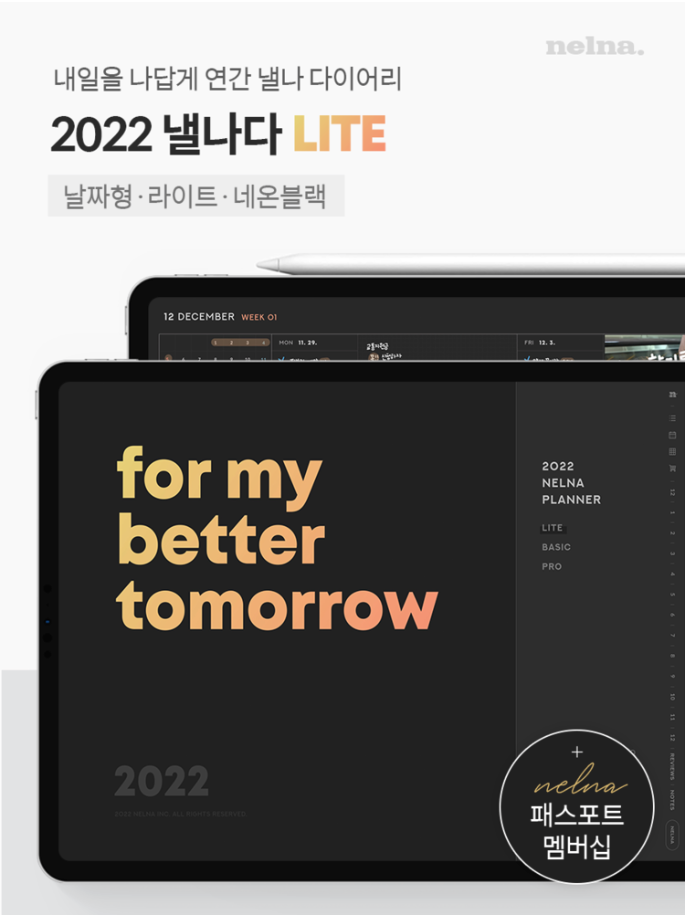 nelna.
내일을 나답게 연간 낼나 다이어리
2022 낼나다 LITE
날짜형·라이트·네온블랙
12 DECEMBER WEEK 01
1 2 3 4
MON 11. 29.
FRI 12. 3.
for my
better
tomorrow
2022
NELNA
PLANNER
LITE
BASIC
PRO
12
1
2
3
4
5
6
7
8
9
10
11
12
REVIEWS
NOTES
NELNA
2022
2022 NELNA INC. ALL RIGHTS RESERVED.
+
nelna
패스포트
멤버십